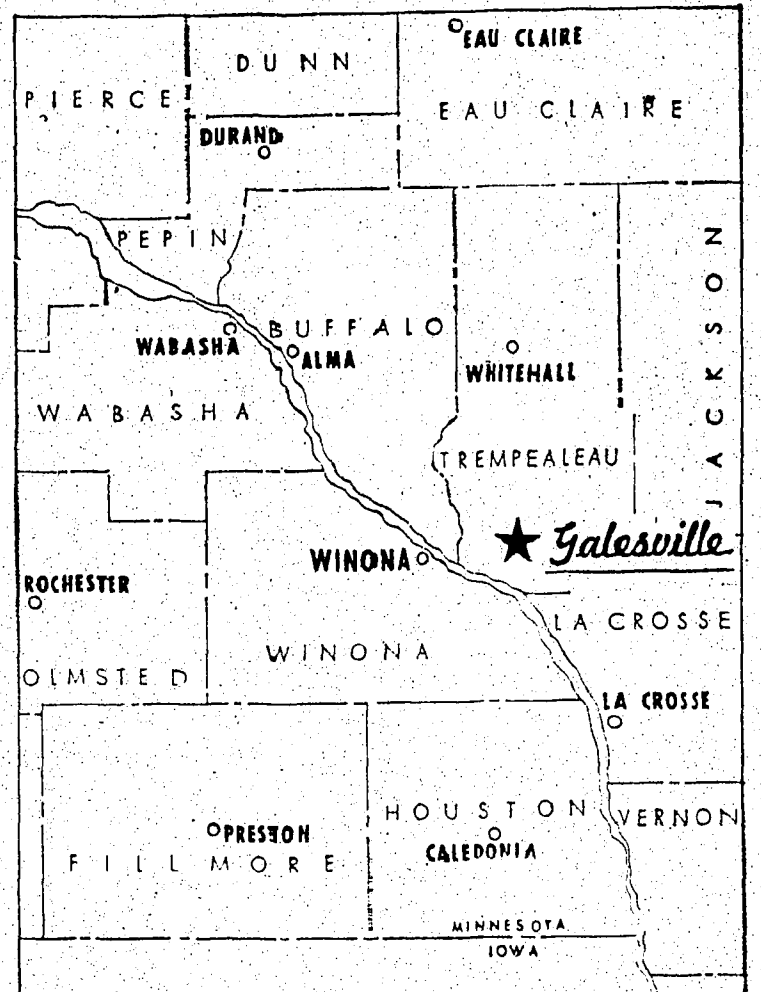 EAU CLAIRE
DUNN
PIERCE
EAU CLAIRE
DURAND
PEPIN
JACKSON
BUFFALO
WABASHA
ALMA
WHITEHALL
WABASHA
TREMPEALEAU
Galesville
WINONA
ROCHESTER
LA CROSSE
WINONA
OLMSTED
LA CROSSE
HOUSTON
VERNON
PRESTON
CALEDONIA
FILLMORE
MINNESOTA
IOWA